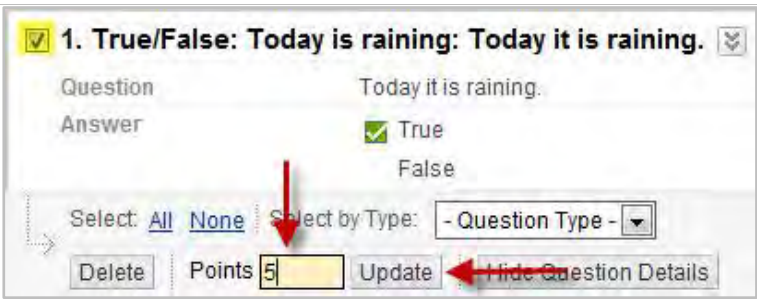 1. True/False: Today is raining: Today it is raining.
Question Today it is raining.
Answer True
False
Select: All None Select by Type: - Question Type -
Delete Points 5 Update Hide Question Details